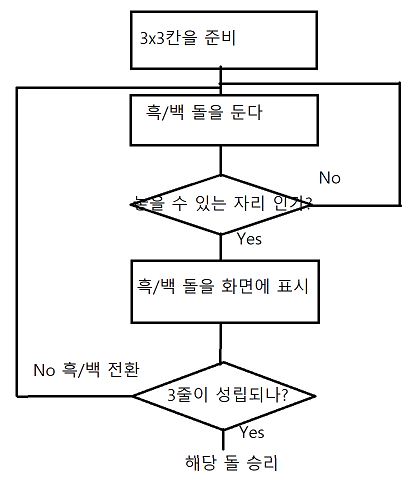 3x3칸을 준비
흑/백 돌을 둔다
No
놓을 수 있는 자리 인가?
Yes
흑/백 돌을 화면에 표시
No 흑/백 전환
3줄이 성립되나?
Yes
해당 돌 승리